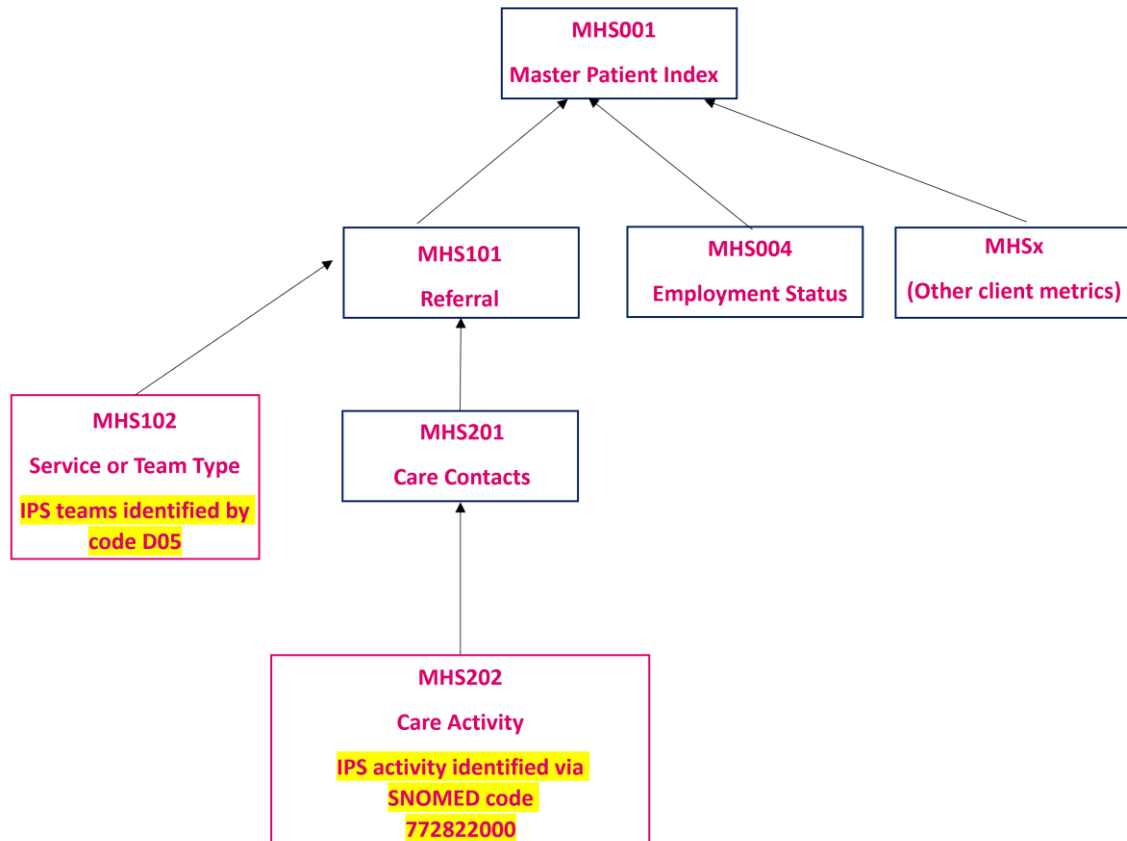 MHS001
Master Patient Index
MHS101
Referral
MHS004
Employment Status
MHSx
(Other client metrics)
MHS102
Service or Team Type
IPS teams identified by
code D05
MHS201
Care Contacts
MHS202
Care Activity
IPS activity identified via
SNOMED code
772822000